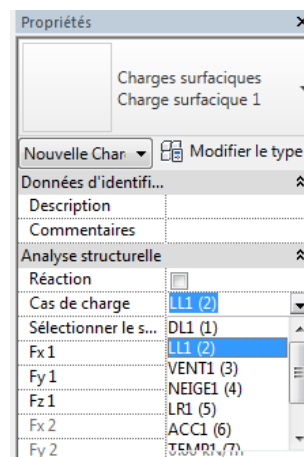 Propriétés
Charges surfaciques
Charge surfacique 1
Nouvelle Char
Modifier le type
Données d'identifi...
Description
Commentaires
Analyse structurelle
Réaction
Cas de charge LL1 (2)
Sélectionner le s... DL1 (1)
Fx 1 LL1 (2)
Fy 1 VENT1 (3)
Fz 1 NEIGE1 (4)
LR1 (5)
Fx 2 ACC1 (6)
Fy 2 TEMP1 (7)